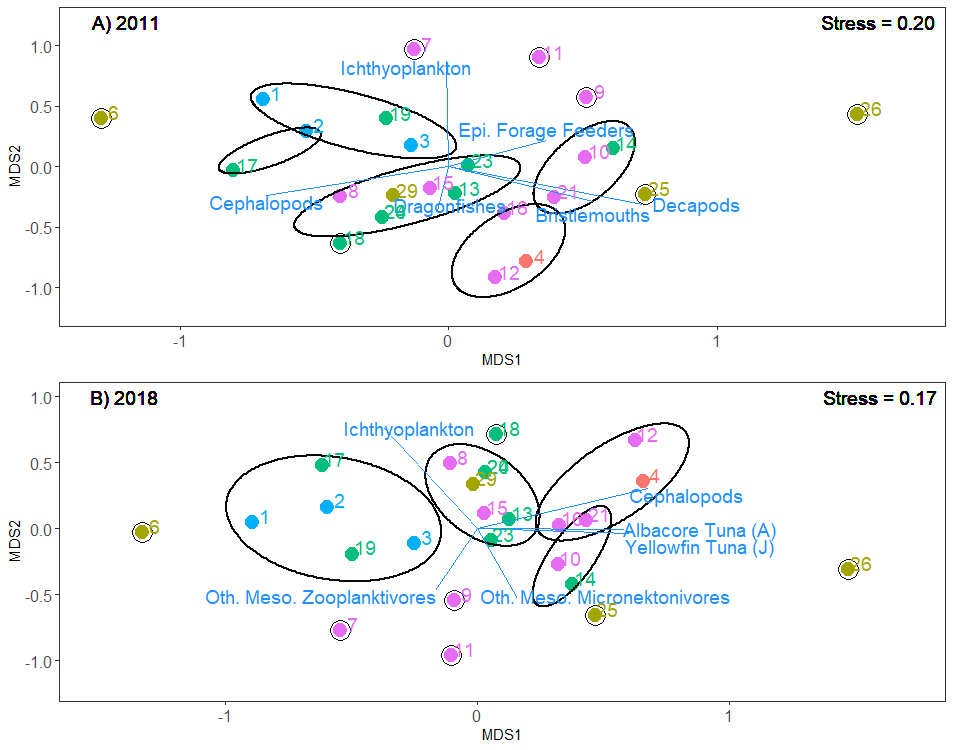 A) 2011 Stress = 0.20
7
11
1.0
Ichthyoplankton
9
1
0.5
6
19
26
2
Epi. Forage Feeders
3
14
10
MDS2
0.0
17
23
15
25
8
29
13
21
Cephalopods
Dragonfishes
16
Decapods
Bristlemouths
-0.5
18
4
12
-1.0
-1 0 1
MDS1
B) 2018 Stress = 0.17
1.0
Ichthyoplankton
18
12
0.5
17
8
29
4
2
Cephalopods
15
1
13
21
MDS2
0.0
6
Albacore Tuna (A)
3
23
Yellowfin Tuna (J)
19
10
26
14
-0.5
Oth. Meso. Zooplanktivores
9
Oth. Meso. Micronektonivores
25
7
11
-1.0
-1 0 1
MDS1